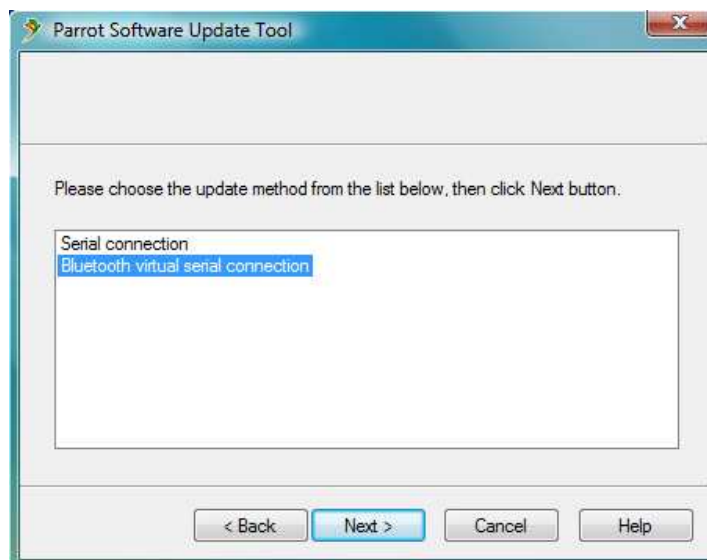 Parrot Software Update Tool
Please choose the update method from the list below, then click Next button.
Serial connection
Bluetooth virtual serial connection
< Back Next > Cancel Help